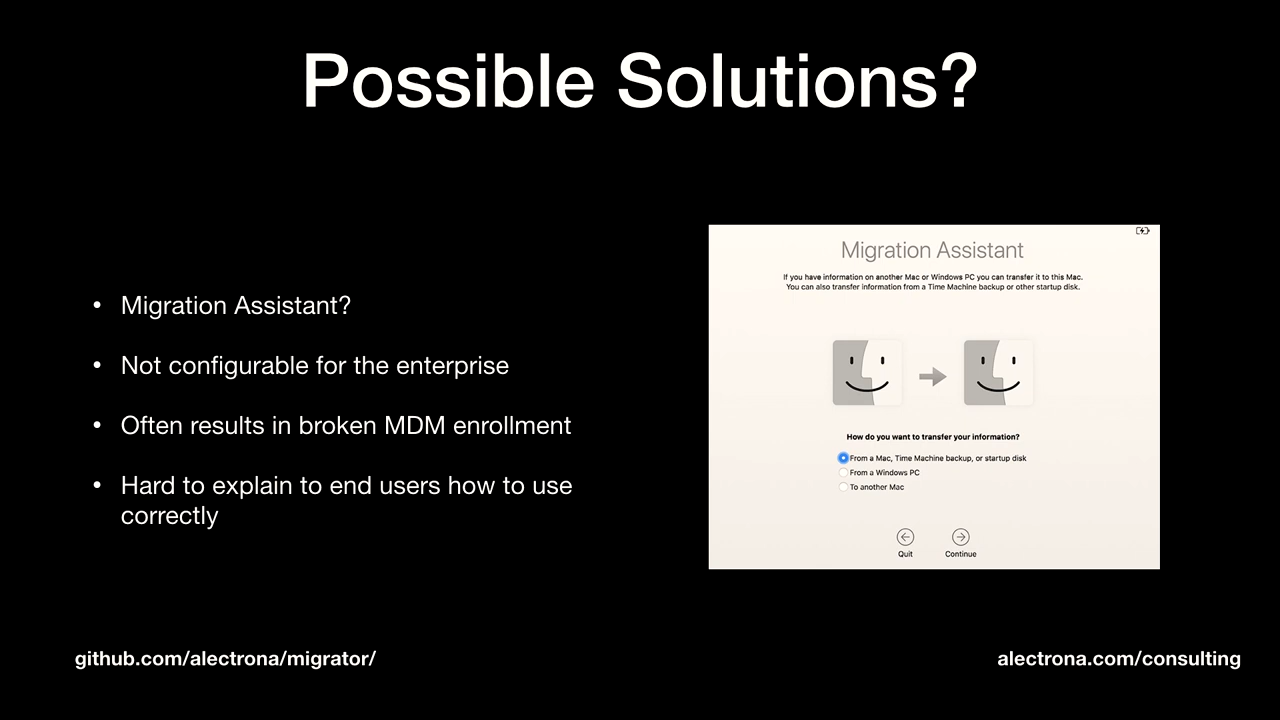 Possible Solutions?
• Migration Assistant?
• Not configurable for the enterprise
• Often results in broken MDM enrollment
• Hard to explain to end users how to use
correctly
Migration Assistant
If you have information on another Mac or Windows PC you can transfer it to this Mac.
You can also transfer information from a Time Machine backup or other startup disk.
How do you want to transfer your information?
From a Mac, Time Machine backup, or startup disk
From a Windows PC
To another Mac
Quit
Continue
github.com/alectrona/migrator/
alectrona.com/consulting